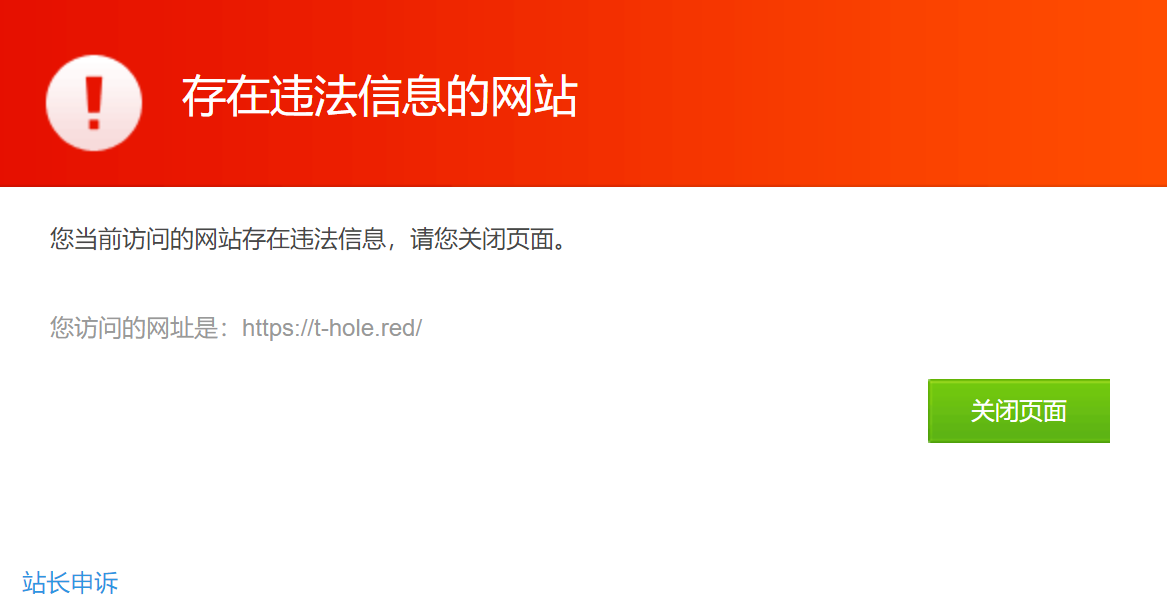 存在违法信息的网站
您当前访问的网站存在违法信息，请您关闭页面。
您访问的网址是：https://t-hole.red/
关闭页面
站长申诉